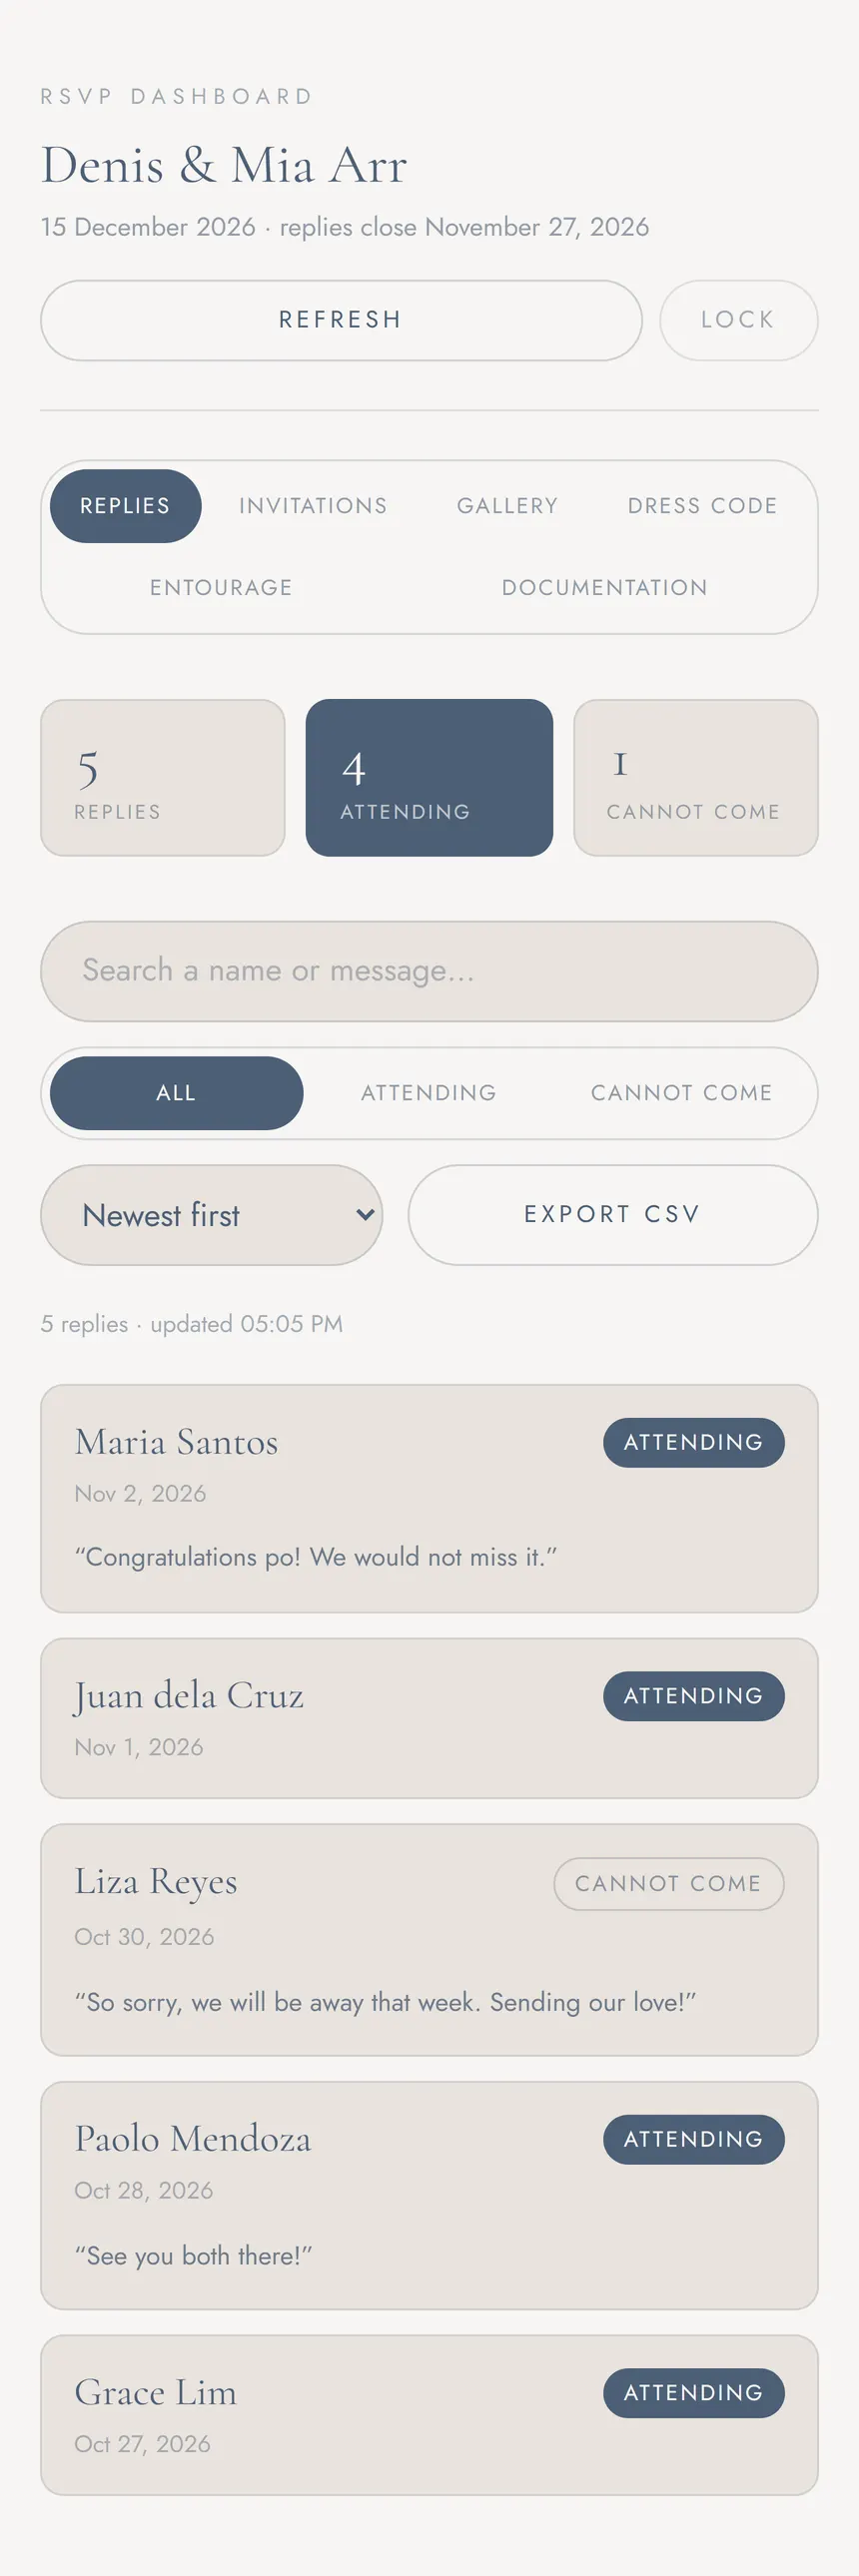 RSVP DASHBOARD
Denis & Mia Arr
15 December 2026 · replies close November 27, 2026
REFRESH LOCK
REPLIES INVITATIONS GALLERY DRESS CODE
ENTOURAGE DOCUMENTATION
5 4 1
REPLIES ATTENDING CANNOT COME
Search a name or message...
ALL ATTENDING CANNOT COME
Newest first EXPORT CSV
5 replies · updated 05:05 PM
Maria Santos ATTENDING
Nov 2, 2026
“Congratulations po! We would not miss it.”
Juan dela Cruz ATTENDING
Nov 1, 2026
Liza Reyes CANNOT COME
Oct 30, 2026
“So sorry, we will be away that week. Sending our love!”
Paolo Mendoza ATTENDING
Oct 28, 2026
“See you both there!”
Grace Lim ATTENDING
Oct 27, 2026